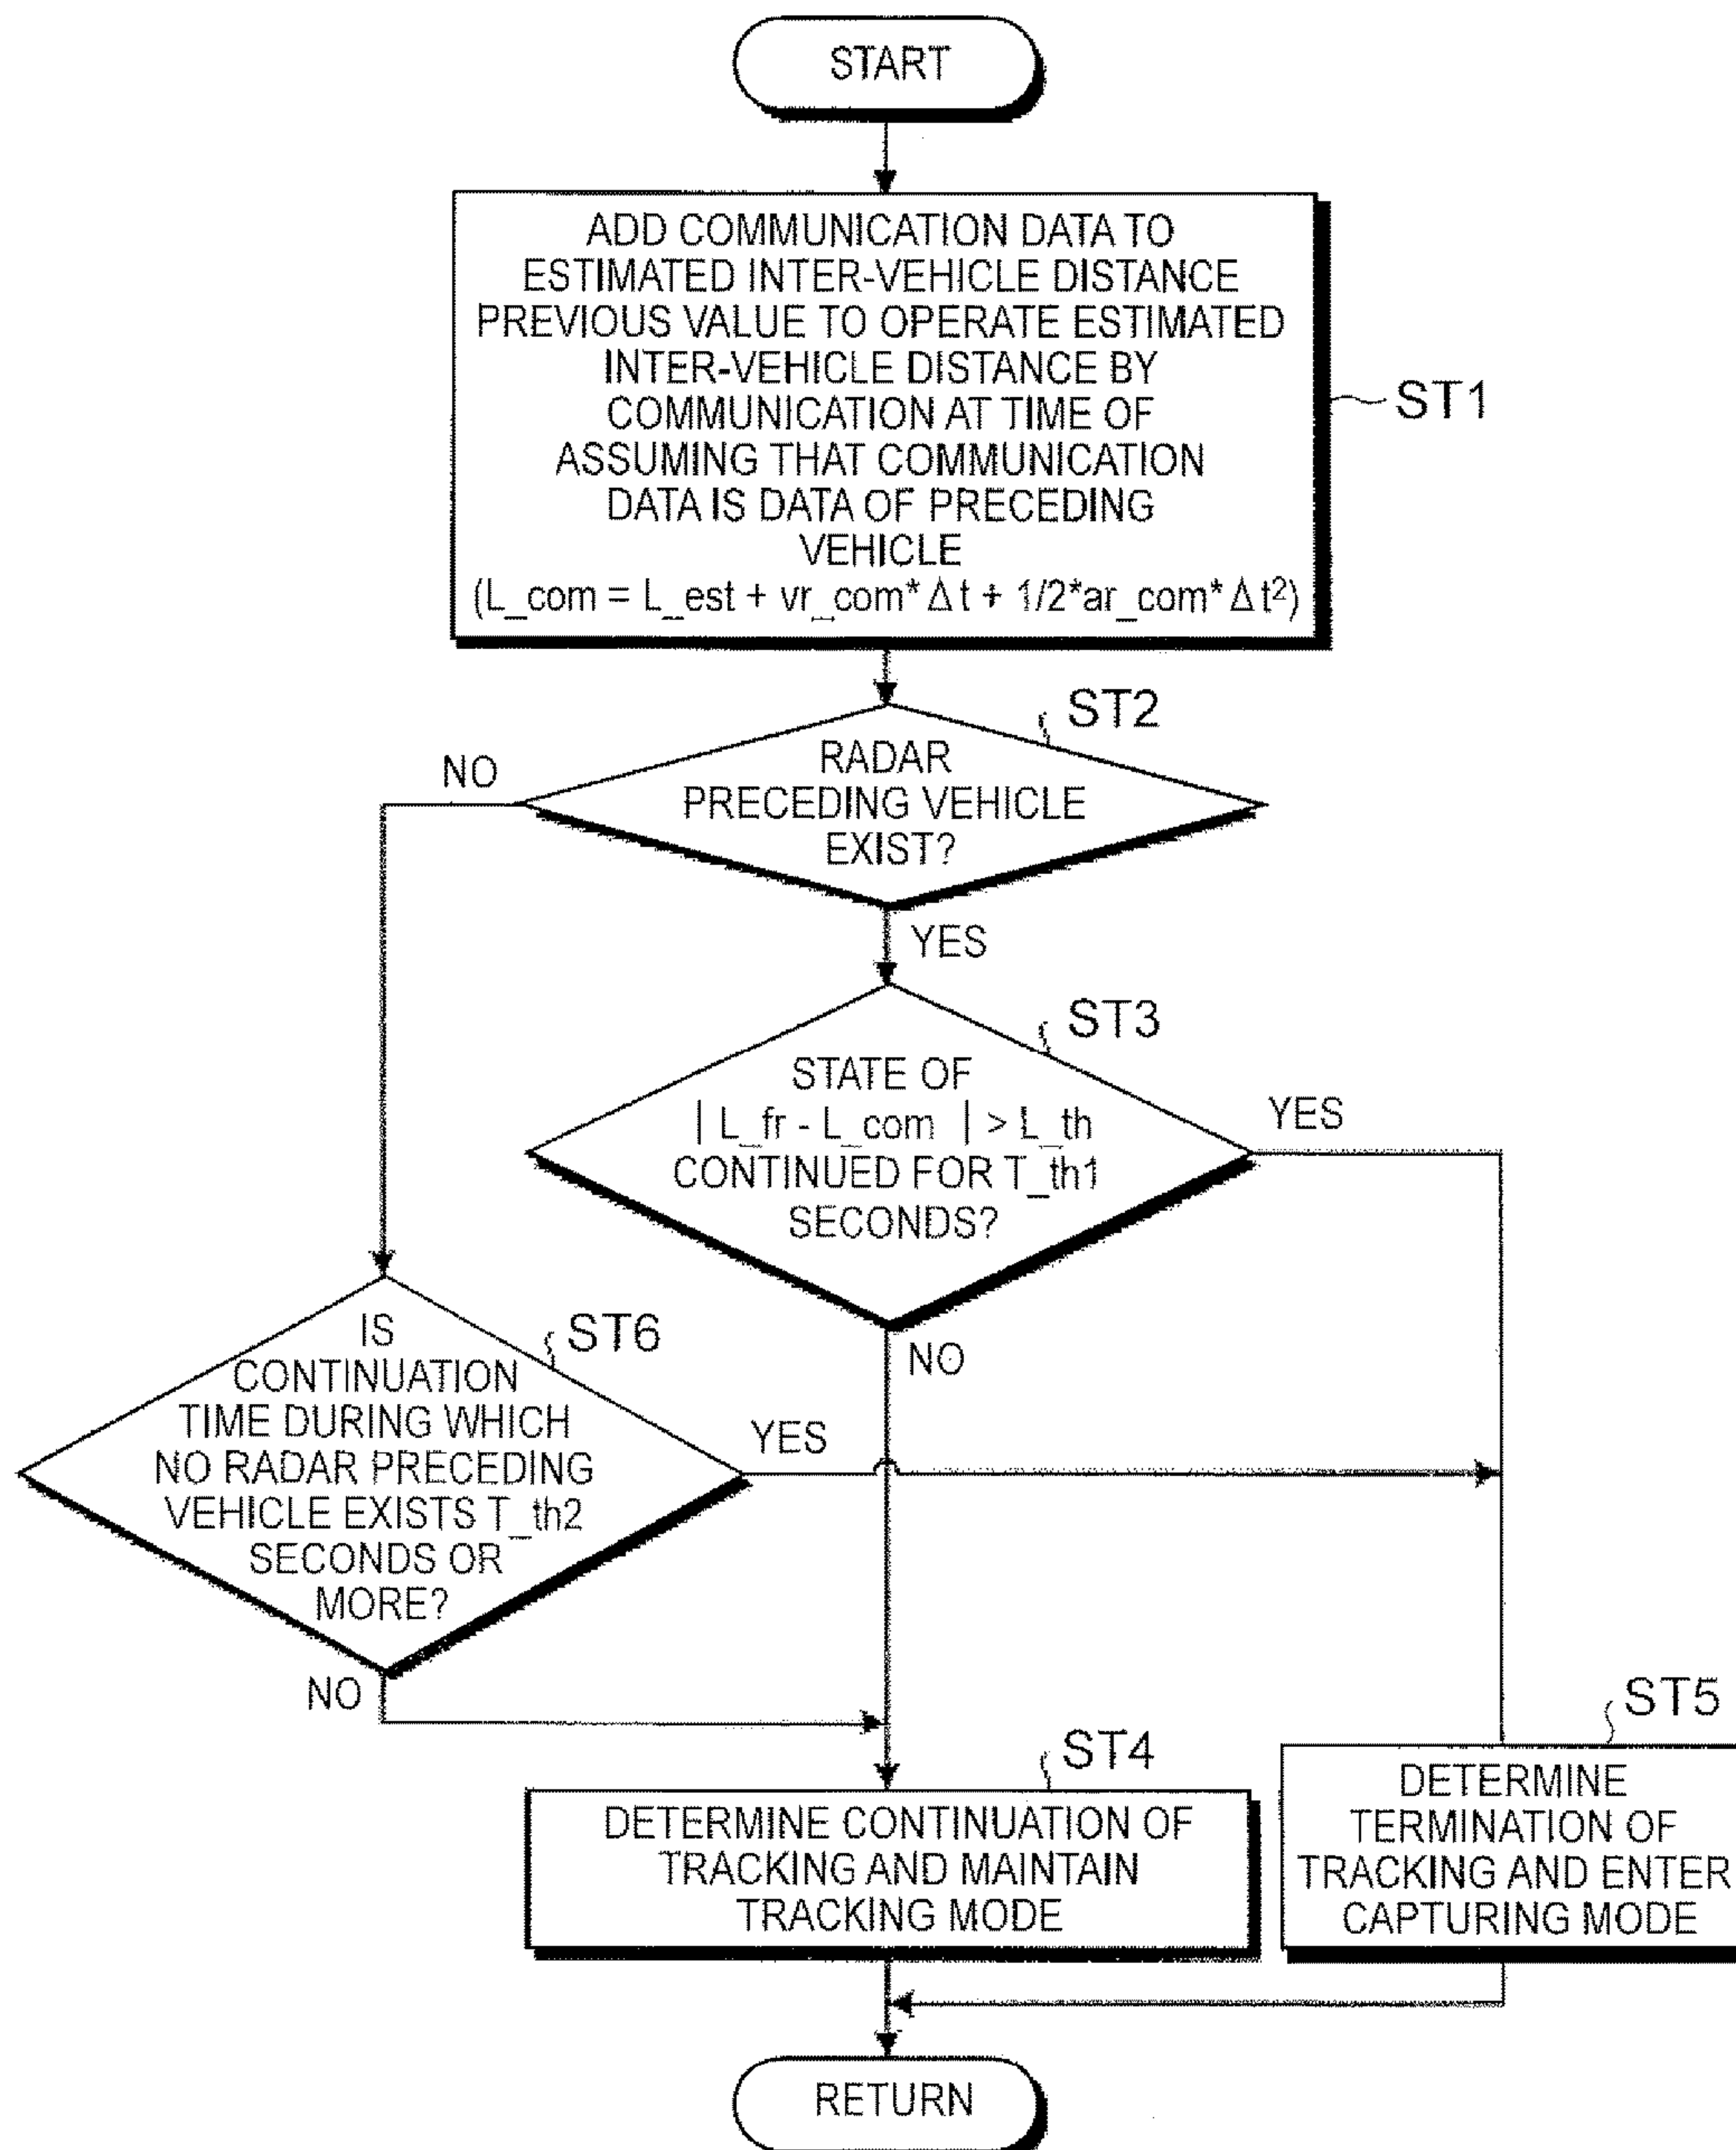 START
ADD COMMUNICATION DATA TO
ESTIMATED INTER-VEHICLE DISTANCE
PREVIOUS VALUE TO OPERATE ESTIMATED
INTER-VEHICLE DISTANCE BY
COMMUNICATION AT TIME OF
ASSUMING THAT COMMUNICATION
DATA IS DATA OF PRECEDING
VEHICLE
(L_com = L_est + vr_com* Δt + 1/2*ar_com* Δt²)
ST1
ST2
RADAR
PRECEDING VEHICLE
EXIST?
NO
YES
ST3
STATE OF
| L_fr - L_com | > L_th
CONTINUED FOR T_th1
SECONDS?
YES
NO
ST6
IS
CONTINUATION
TIME DURING WHICH
NO RADAR PRECEDING
VEHICLE EXISTS T_th2
SECONDS OR
MORE?
YES
NO
ST4
DETERMINE CONTINUATION OF
TRACKING AND MAINTAIN
TRACKING MODE
ST5
DETERMINE
TERMINATION OF
TRACKING AND ENTER
CAPTURING MODE
RETURN